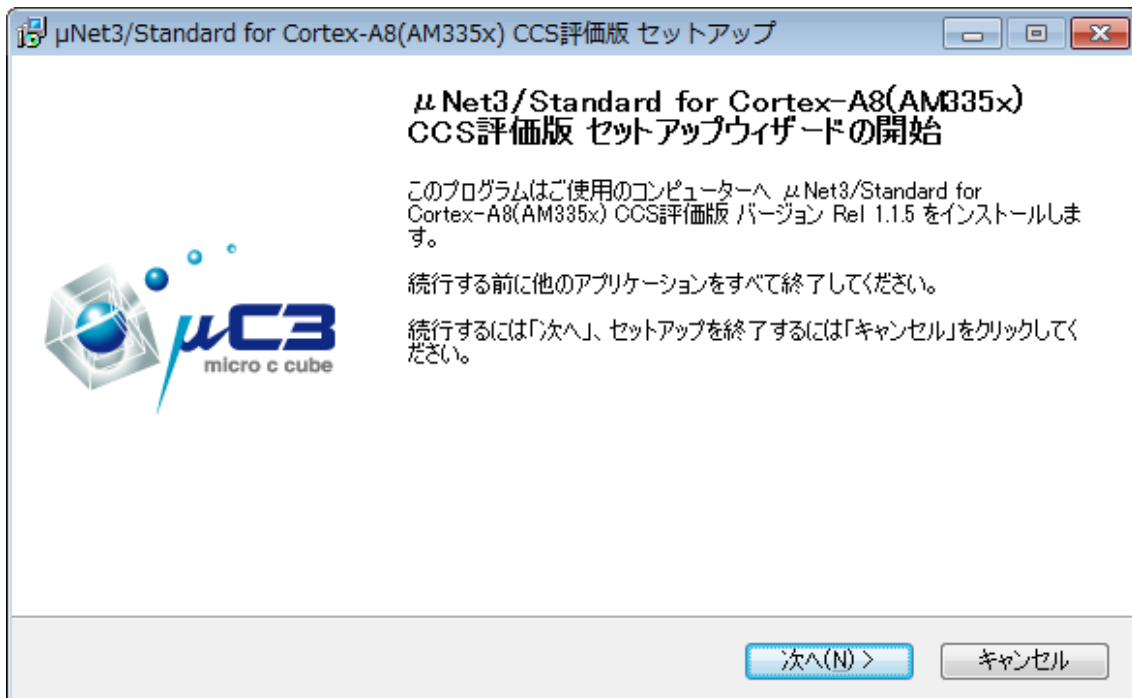 µNet3/Standard for Cortex-A8(AM335x) CCS評価版 セットアップ
μNet3/Standard for Cortex-A8(AM335x)
CCS評価版 セットアップウィザードの開始
このプログラムはご使用のコンピューターへ μNet3/Standard for
Cortex-A8(AM335x) CCS評価版 バージョン Rel 1.1.5 をインストールしま
す。
続行する前に他のアプリケーションをすべて終了してください。
続行するには「次へ」、セットアップを終了するには「キャンセル」をクリックしてく
ださい。
μC3
micro c cube
次へ(N) >
キャンセル